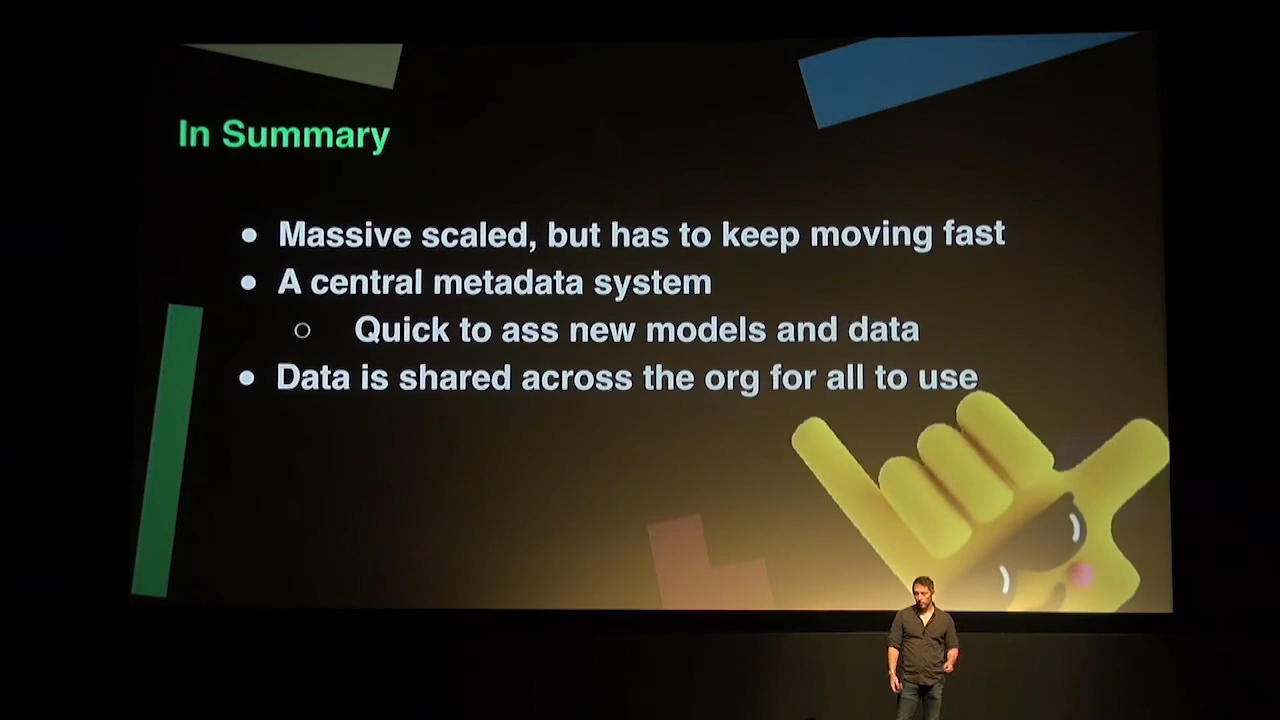 In Summary
● Massive scaled, but has to keep moving fast
● A central metadata system
○ Quick to ass new models and data
● Data is shared across the org for all to use